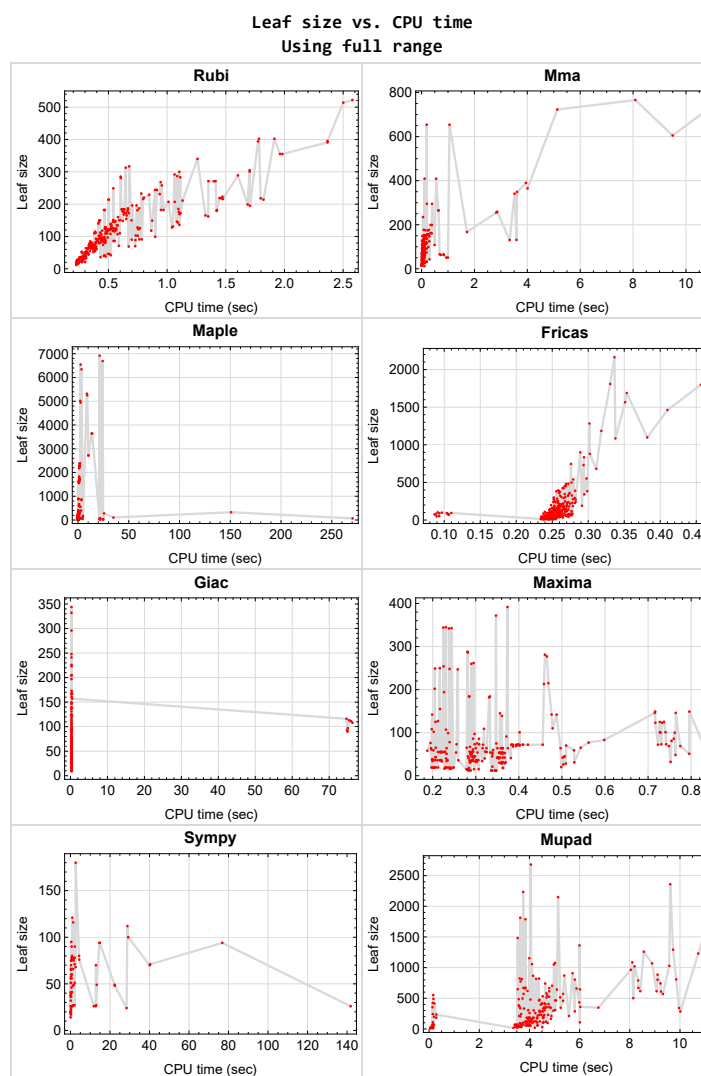 Leaf size vs. CPU time
Using full range
Rubi
Leaf size
500
400
300
200
100
0
0.5 1.0 1.5 2.0 2.5
CPU time (sec)
Mma
Leaf size
800
600
400
200
0
0 2 4 6 8 10
CPU time (sec)
Maple
Leaf size
7000
6000
5000
4000
3000
2000
1000
0
0 50 100 150 200 250
CPU time (sec)
Fricas
Leaf size
2000
1500
1000
500
0
0.10 0.15 0.20 0.25 0.30 0.35 0.40
CPU time (sec)
Giac
Leaf size
350
300
250
200
150
100
50
0
0 10 20 30 40 50 60 70
CPU time (sec)
Maxima
Leaf size
400
300
200
100
0
0.2 0.3 0.4 0.5 0.6 0.7 0.8
CPU time (sec)
Sympy
Leaf size
150
100
50
0
0 20 40 60 80 100 120 140
CPU time (sec)
Mupad
Leaf size
2500
2000
1500
1000
500
0
0 2 4 6 8 10
CPU time (sec)